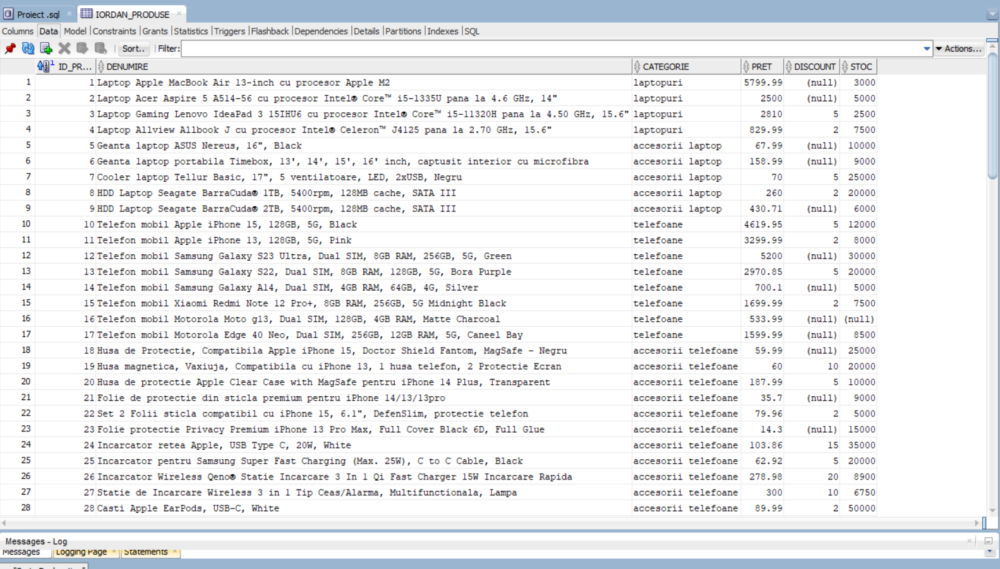 Proiect .sql IORDAN_PRODUSE
Columns Data Model Constraints Grants Statistics Triggers Flashback Dependencies Details Partitions Indexes SQL
Sort.. Filter: Actions...
ID_PR... DENUMIRE CATEGORIE PRET DISCOUNT STOC
1 1 Laptop Apple MacBook Air 13-inch cu procesor Apple M2 laptopuri 5799.99 (null) 3000
2 2 Laptop Acer Aspire 5 A514-56 cu procesor Intel® Core™ i5-1335U pana la 4.6 GHz, 14" laptopuri 2500 (null) 5000
3 3 Laptop Gaming Lenovo IdeaPad 3 15IHU6 cu procesor Intel® Core™ i5-11320H pana la 4.50 GHz, 15.6" laptopuri 2810 5 2500
4 4 Laptop Allview Allbook J cu procesor Intel® Celeron™ J4125 pana la 2.70 GHz, 15.6" laptopuri 829.99 2 7500
5 5 Geanta laptop ASUS Nereus, 16", Black accesorii laptop 67.99 (null) 10000
6 6 Geanta laptop portabila Timebox, 13', 14', 15', 16' inch, captusit interior cu microfibra accesorii laptop 158.99 (null) 9000
7 7 Cooler laptop Tellur Basic, 17", 5 ventilatoare, LED, 2xUSB, Negru accesorii laptop 70 5 25000
8 8 HDD Laptop Seagate BarraCuda® 1TB, 5400rpm, 128MB cache, SATA III accesorii laptop 260 2 20000
9 9 HDD Laptop Seagate BarraCuda® 2TB, 5400rpm, 128MB cache, SATA III accesorii laptop 430.71 (null) 6000
10 10 Telefon mobil Apple iPhone 15, 128GB, 5G, Black telefoane 4619.95 5 12000
11 11 Telefon mobil Apple iPhone 13, 128GB, 5G, Pink telefoane 3299.99 2 8000
12 12 Telefon mobil Samsung Galaxy S23 Ultra, Dual SIM, 8GB RAM, 256GB, 5G, Green telefoane 5200 (null) 30000
13 13 Telefon mobil Samsung Galaxy S22, Dual SIM, 8GB RAM, 128GB, 5G, Bora Purple telefoane 2970.85 5 20000
14 14 Telefon mobil Samsung Galaxy A14, Dual SIM, 4GB RAM, 64GB, 4G, Silver telefoane 700.1 (null) 5000
15 15 Telefon mobil Xiaomi Redmi Note 12 Pro+, 8GB RAM, 256GB, 5G Midnight Black telefoane 1699.99 2 7500
16 16 Telefon mobil Motorola Moto g13, Dual SIM, 128GB, 4GB RAM, Matte Charcoal telefoane 533.99 (null) (null)
17 17 Telefon mobil Motorola Edge 40 Neo, Dual SIM, 256GB, 12GB RAM, 5G, Caneel Bay telefoane 1599.99 (null) 8500
18 18 Husa de Protectie, Compatibila Apple iPhone 15, Doctor Shield Fantom, MagSafe - Negru accesorii telefoane 59.99 (null) 25000
19 19 Husa magnetica, Vaxiuja, Compatibila cu iPhone 13, 1 husa telefon, 2 Protectie Ecran accesorii telefoane 60 10 20000
20 20 Husa de protectie Apple Clear Case with MagSafe pentru iPhone 14 Plus, Transparent accesorii telefoane 187.99 5 10000
21 21 Folie de protectie din sticla premium pentru iPhone 14/13/13pro accesorii telefoane 35.7 (null) 9000
22 22 Set 2 Folii sticla compatibil cu iPhone 15, 6.1", DefenSlim, protectie telefon accesorii telefoane 79.96 2 5000
23 23 Folie protectie Privacy Premium iPhone 13 Pro Max, Full Cover Black 6D, Full Glue accesorii telefoane 14.3 (null) 15000
24 24 Incarcator retea Apple, USB Type C, 20W, White accesorii telefoane 103.86 15 35000
25 25 Incarcator pentru Samsung Super Fast Charging (Max. 25W), C to C Cable, Black accesorii telefoane 62.92 5 20000
26 26 Incarcator Wireless Qeno® Statie Incarcare 3 In 1 Qi Fast Charger 15W Incarcare Rapida accesorii telefoane 278.98 20 8900
27 27 Statie de Incarcare Wireless 3 in 1 Tip Ceas/Alarma, Multifunctionala, Lampa accesorii telefoane 300 10 6750
28 28 Casti Apple EarPods, USB-C, White accesorii telefoane 89.99 2 50000
Messages - Log
Messages Logging Page Statements